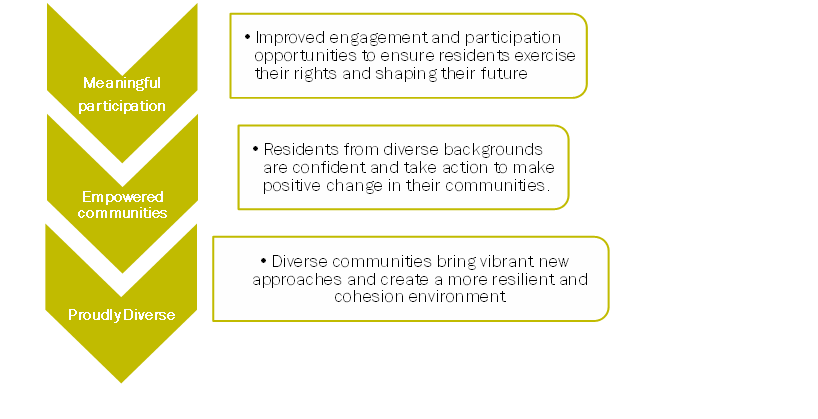 Meaningful
participation
• Improved engagement and participation
opportunities to ensure residents exercise
their rights and shaping their future
Empowered
communities
• Residents from diverse backgrounds
are confident and take action to make
positive change in their communities.
Proudly Diverse
• Diverse communities bring vibrant new
approaches and create a more resilient and
cohesion environment